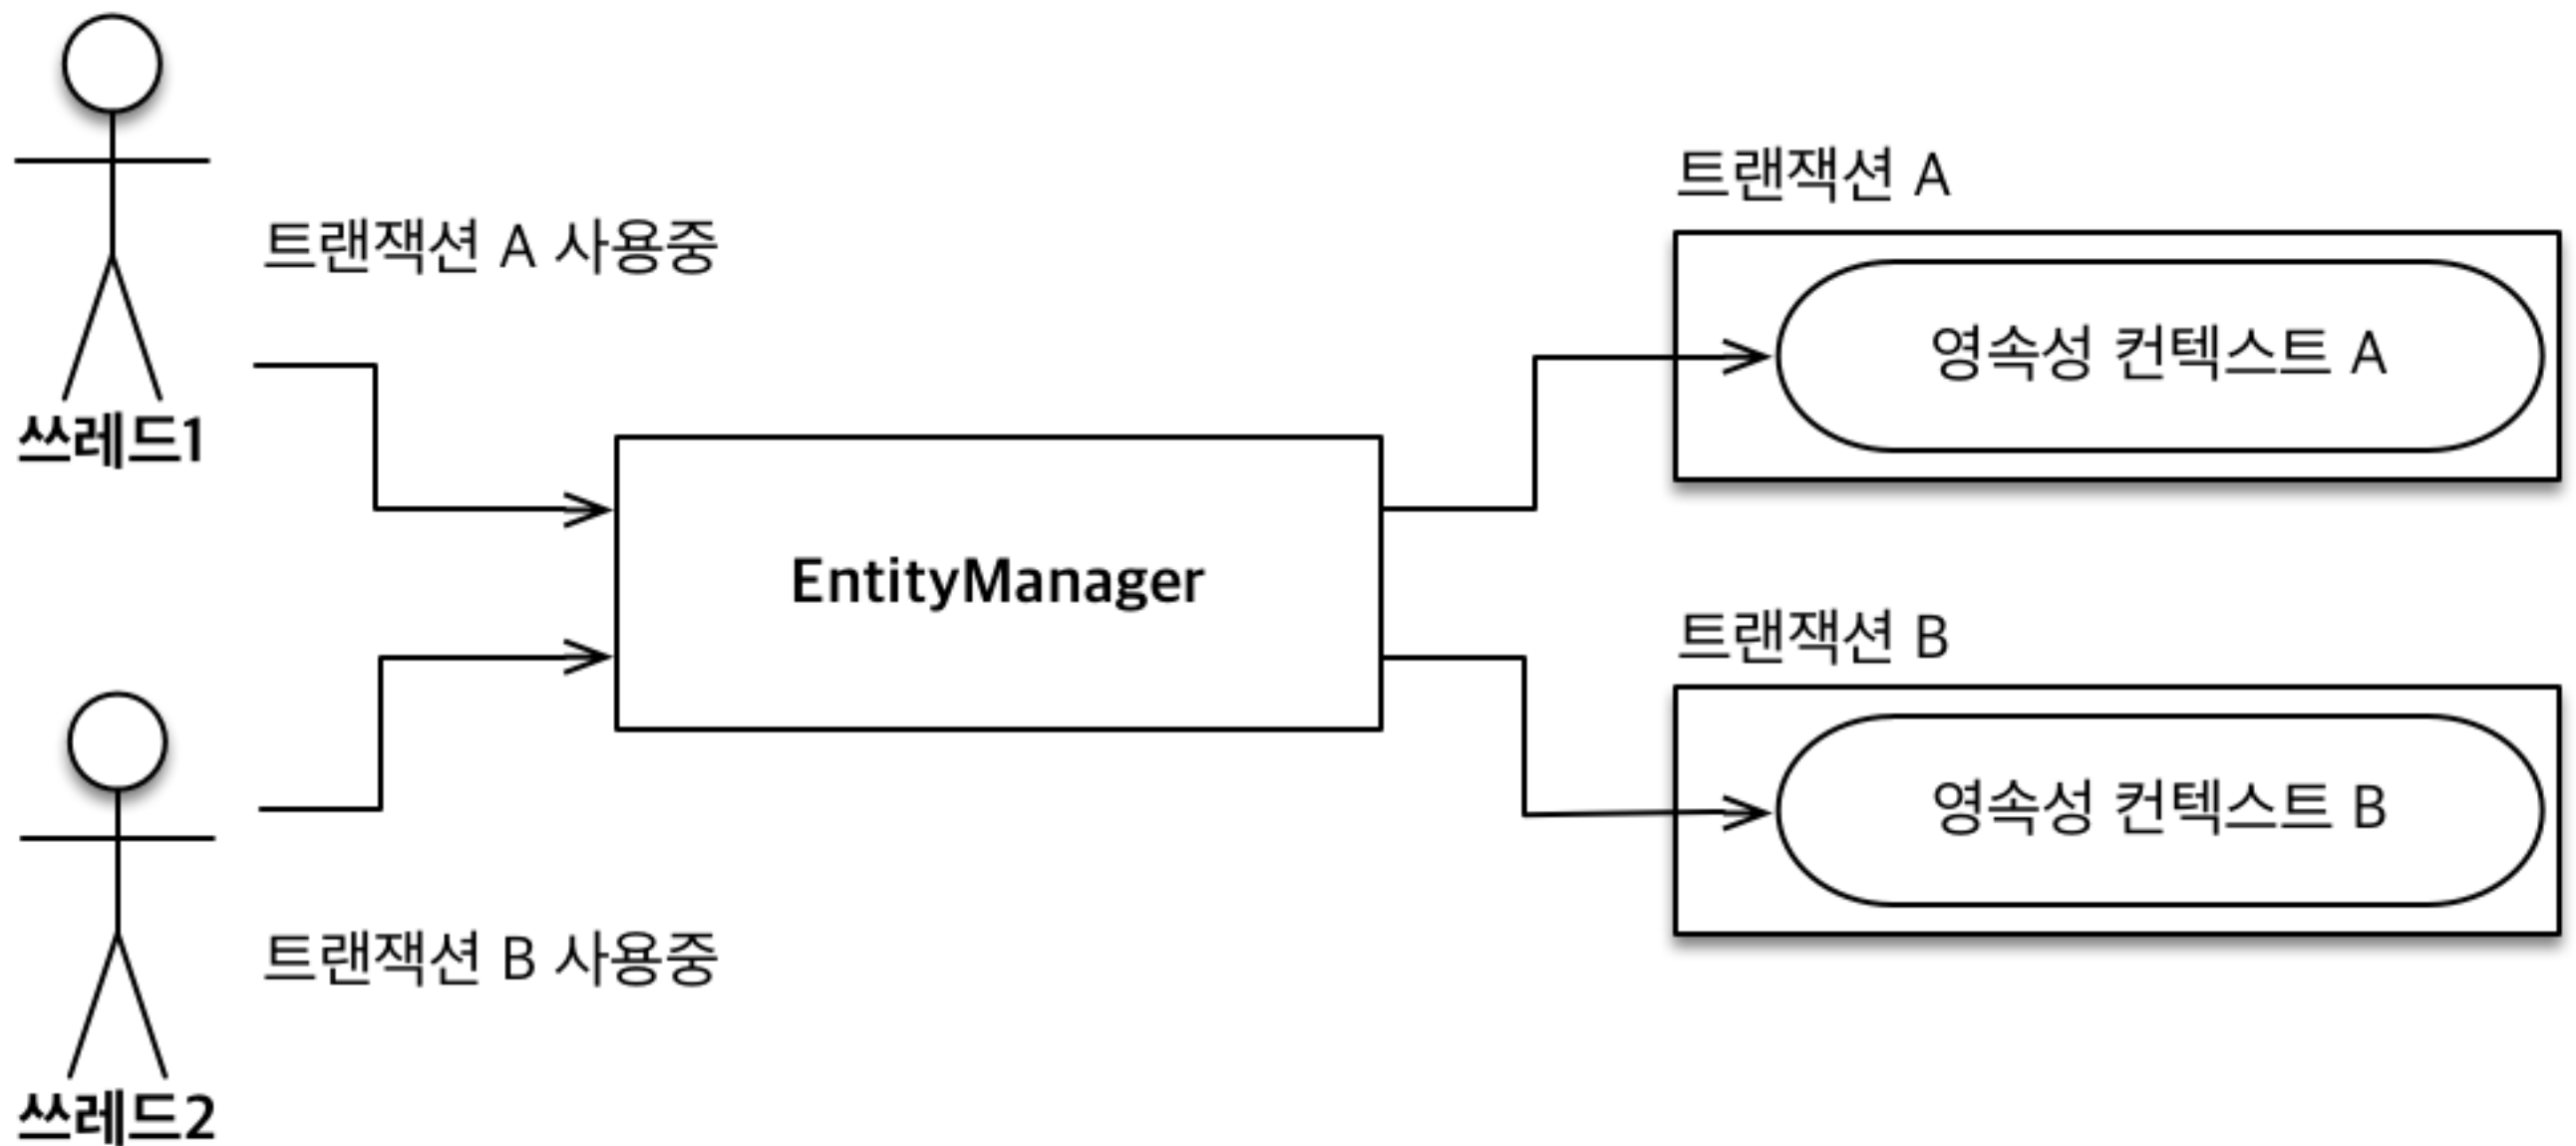 트랜잭션 A
트랜잭션 A 사용중
영속성 컨텍스트 A
쓰레드1
EntityManager
트랜잭션 B
영속성 컨텍스트 B
트랜잭션 B 사용중
쓰레드2